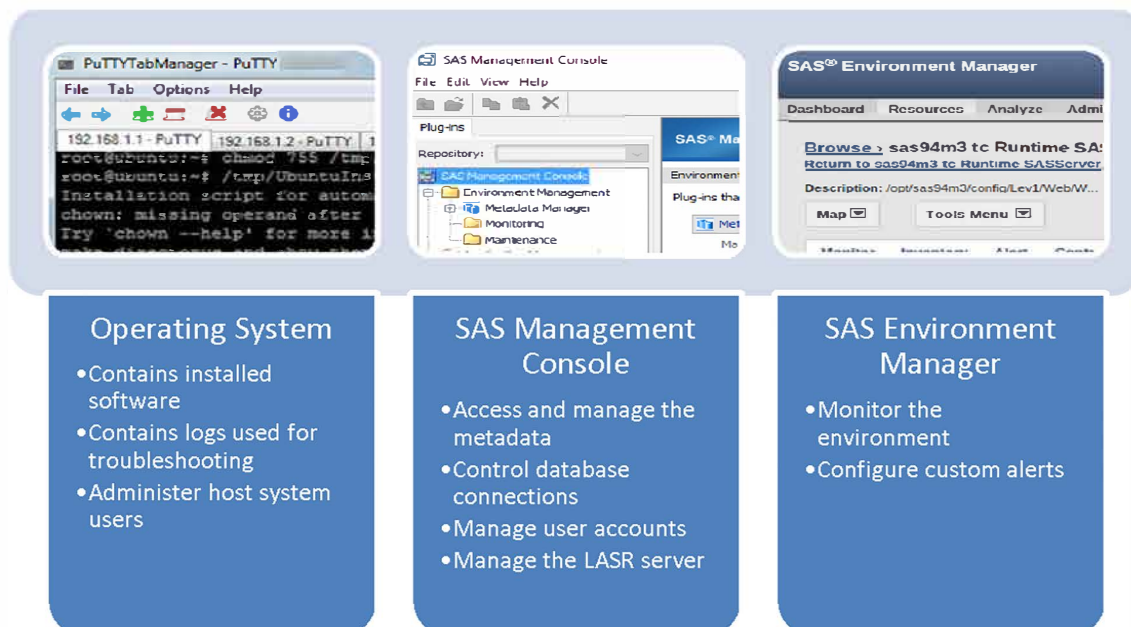 PuTTYTabManager - PuTTY
File Tab Options Help
192.168.1.1 - PuTTY 192.168.1.2 - PuTTY 1
root@ubuntu:~# chmod 755 /tmp
root@ubuntu:~# /tmp/UbuntuIns
Installation script for autom
chown: missing operand after
Try 'chown --help' for more i
SAS Management Console
File Edit View Help
Plug-ins
Repository:
SAS Management Console
Environment Management
Metadata Manager
Monitoring
Maintenance
SAS® Ma
Environment
Plug-ins tha
Met
Ma
SAS® Environment Manager
Dashboard Resources Analyze Admi
Browse › sas94m3 tc Runtime SAS
Return to sas94m3 tc Runtime SASServer
Description: /opt/sas94m3/config/Lev1/Web/W...
Map Tools Menu
Operating System
•Contains installed
software
•Contains logs used for
troubleshooting
•Administer host system
users
SAS Management
Console
•Access and manage the
metadata
•Control database
connections
•Manage user accounts
•Manage the LASR server
SAS Environment
Manager
•Monitor the
environment
•Configure custom alerts